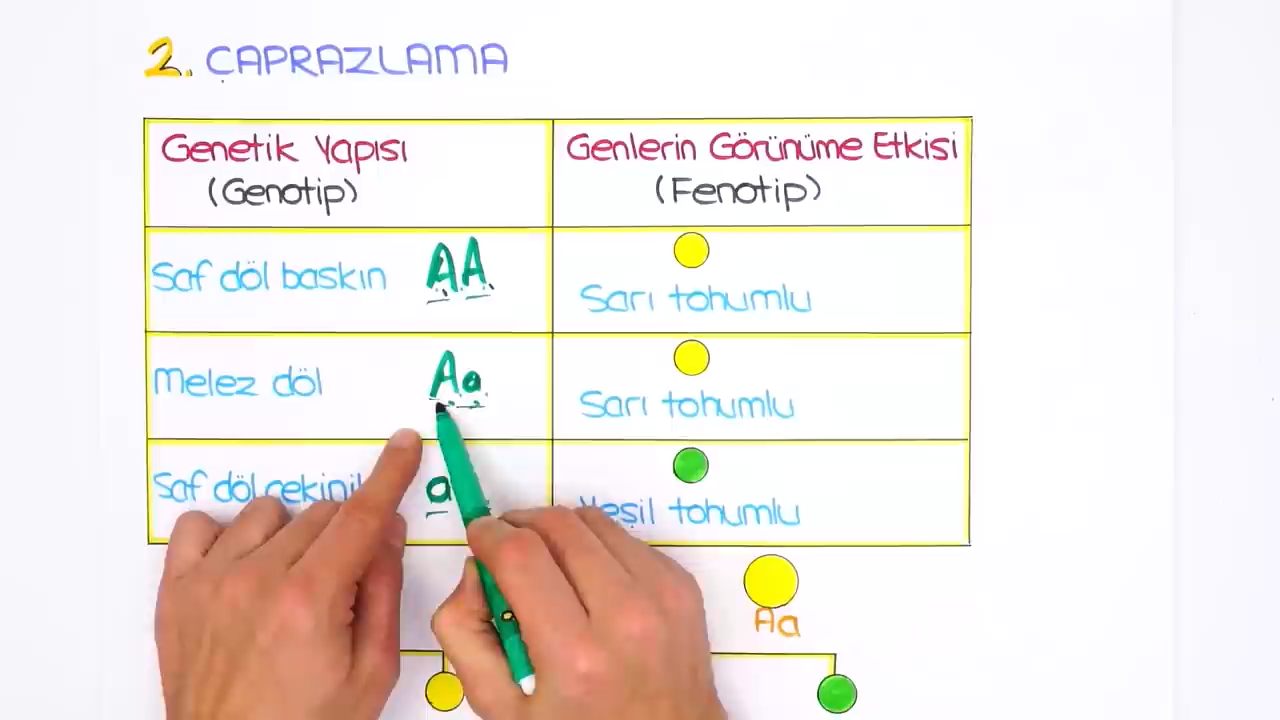 2. ÇAPRAZLAMA
Genetik Yapısı
(Genotip)
Genlerin Görünüme Etkisi
(Fenotip)
Saf döl baskın AA
Sarı tohumlu
Melez döl Aa
Sarı tohumlu
Saf döl çekinik a
Yeşil tohumlu
Aa